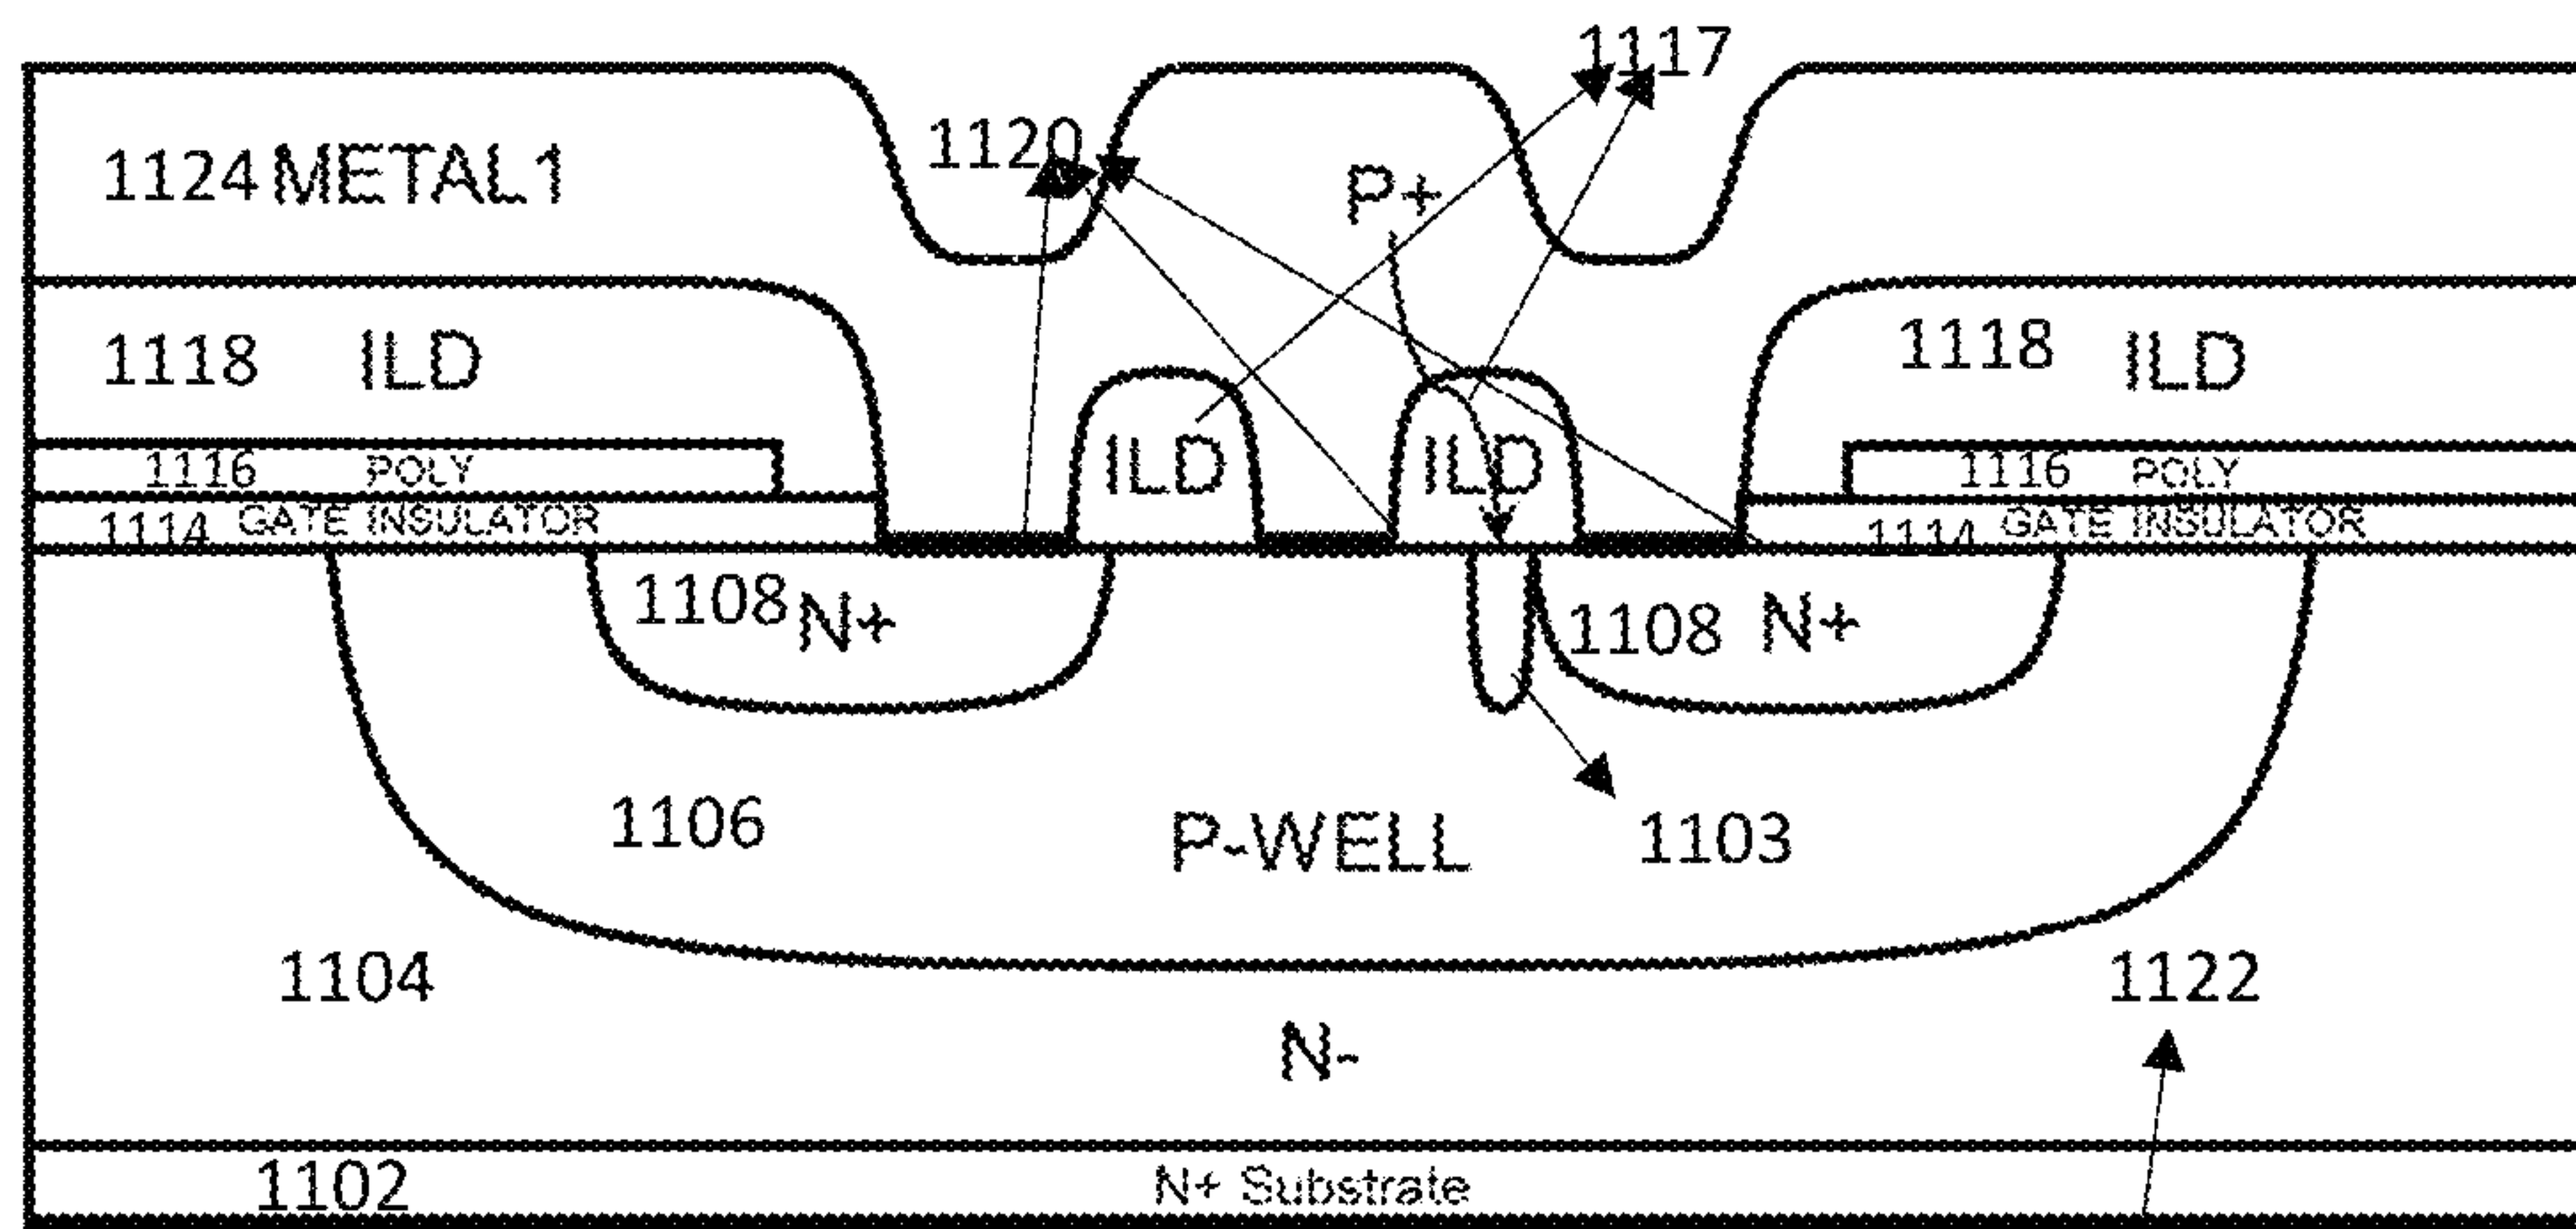 1117
1120
1124 METAL1
P+
1118 ILD
1118 ILD
ILD
ILD
1116 POLY
1116 POLY
1114 GATE INSULATOR
1114 GATE INSULATOR
1108 N+
1108 N+
1106
P-WELL
1103
1104
1122
N-
1102
N+ Substrate